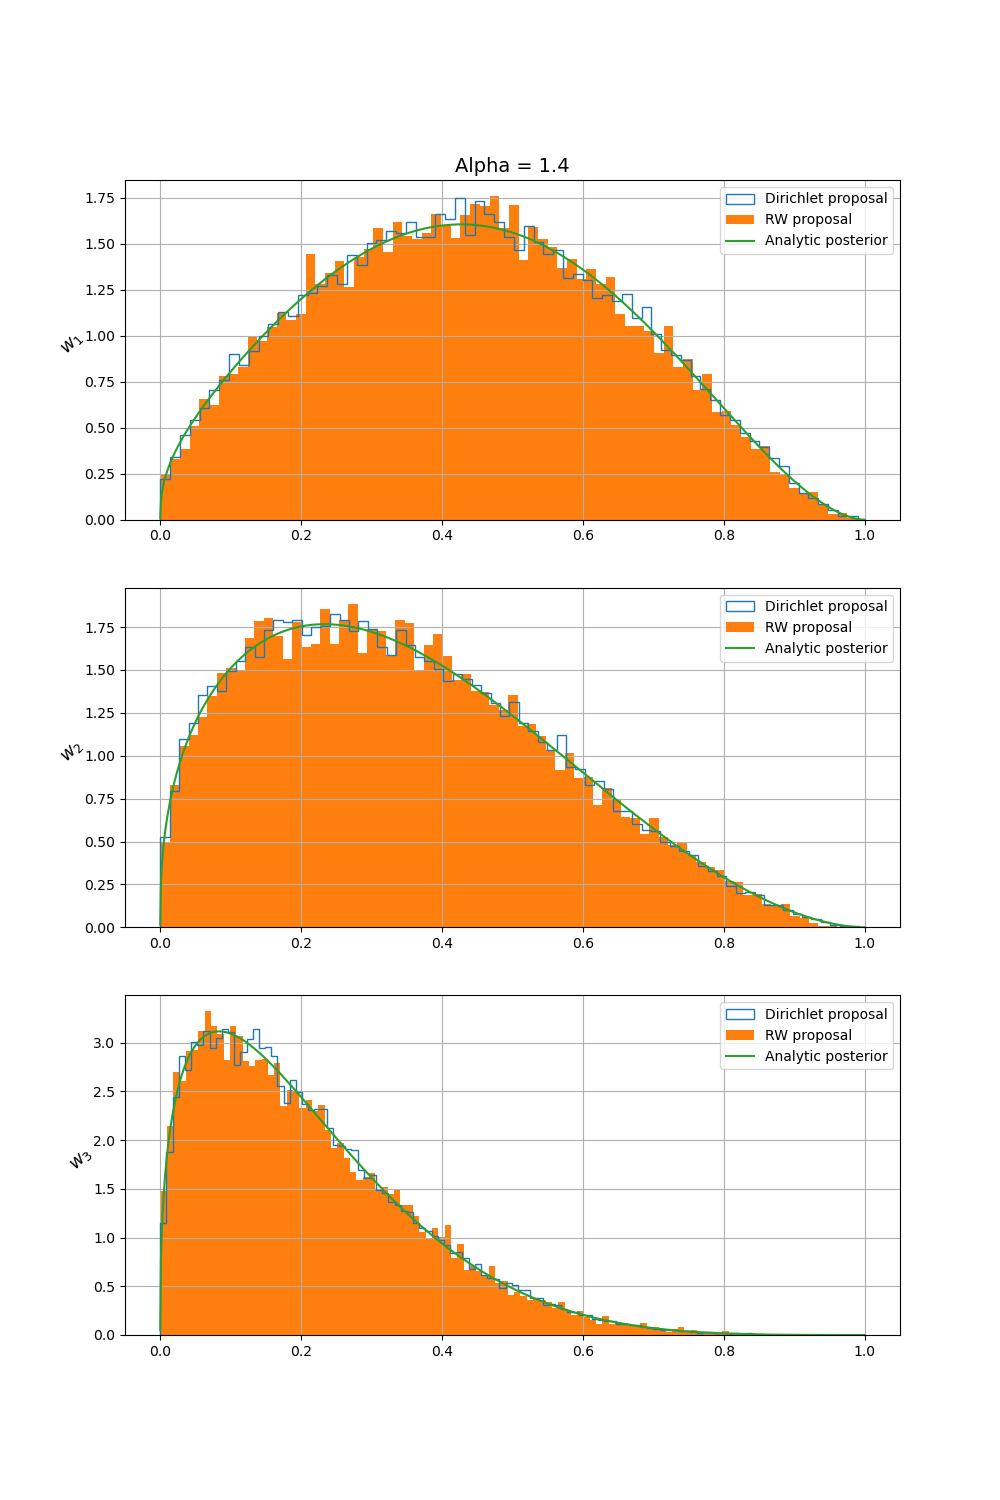 Alpha = 1.4
1.75
1.50
1.25
1.00
0.75
0.50
0.25
0.00
w₁
Dirichlet proposal
RW proposal
Analytic posterior
0.0 0.2 0.4 0.6 0.8 1.0
1.75
1.50
1.25
1.00
0.75
0.50
0.25
0.00
w₂
Dirichlet proposal
RW proposal
Analytic posterior
0.0 0.2 0.4 0.6 0.8 1.0
3.0
2.5
2.0
1.5
1.0
0.5
0.0
w₃
Dirichlet proposal
RW proposal
Analytic posterior
0.0 0.2 0.4 0.6 0.8 1.0